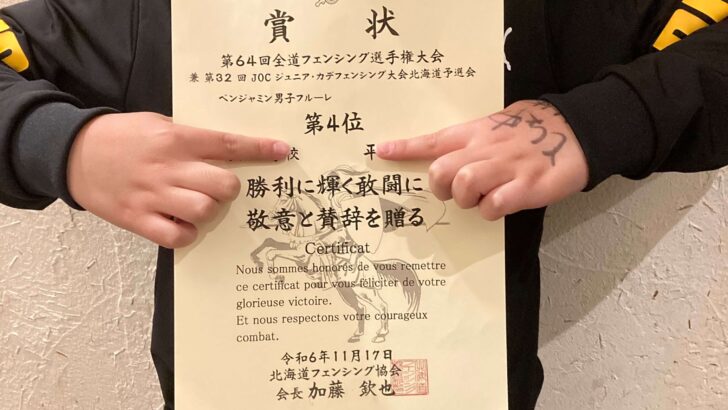 賞状
第64回全道フェンシング選手権大会
兼 第32回 JOC ジュニア・カデフェンシング大会北海道予選会
ベンジャミン男子フルーレ
第4位
校 平
勝利に輝く敢闘に
敬意と賛辞を贈る
Certificat
Nous sommes honorés de vous remettre
ce certificat pour vous féliciter de votre
glorieuse victoire.
Et nous respectons votre courageux
combat.
令和6年11月17日
北海道フェンシング協会
会長 加藤 欽也